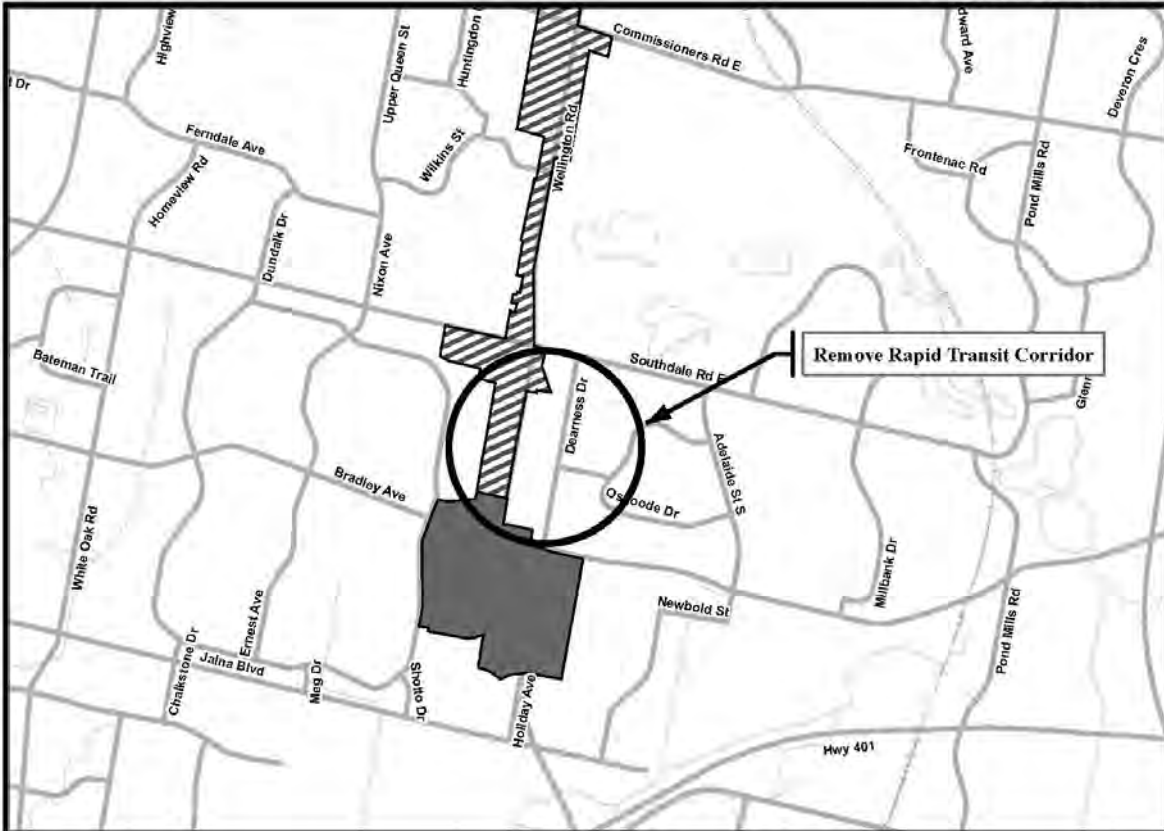 Highview
Upper Queen St
Huntingdon
Commissioners Rd E
dward Ave
Deveron Cres
t Dr
Ferndale Ave
Wilkins St
Wellington Rd
Frontenac Rd
Pond Mills Rd
Homeview Rd
Dundalk Dr
Nixon Ave
Remove Rapid Transit Corridor
Bateman Trail
Southdale Rd E
Dearness Dr
Glenr
Adelaide St S
Bradley Ave
Osgoode Dr
White Oak Rd
Millbank Dr
Newbold St
Ernest Ave
Chalkstone Dr
Jalna Blvd
Meg Dr
Shotto Dr
Holiday Ave
Pond Mills Rd
Hwy 401